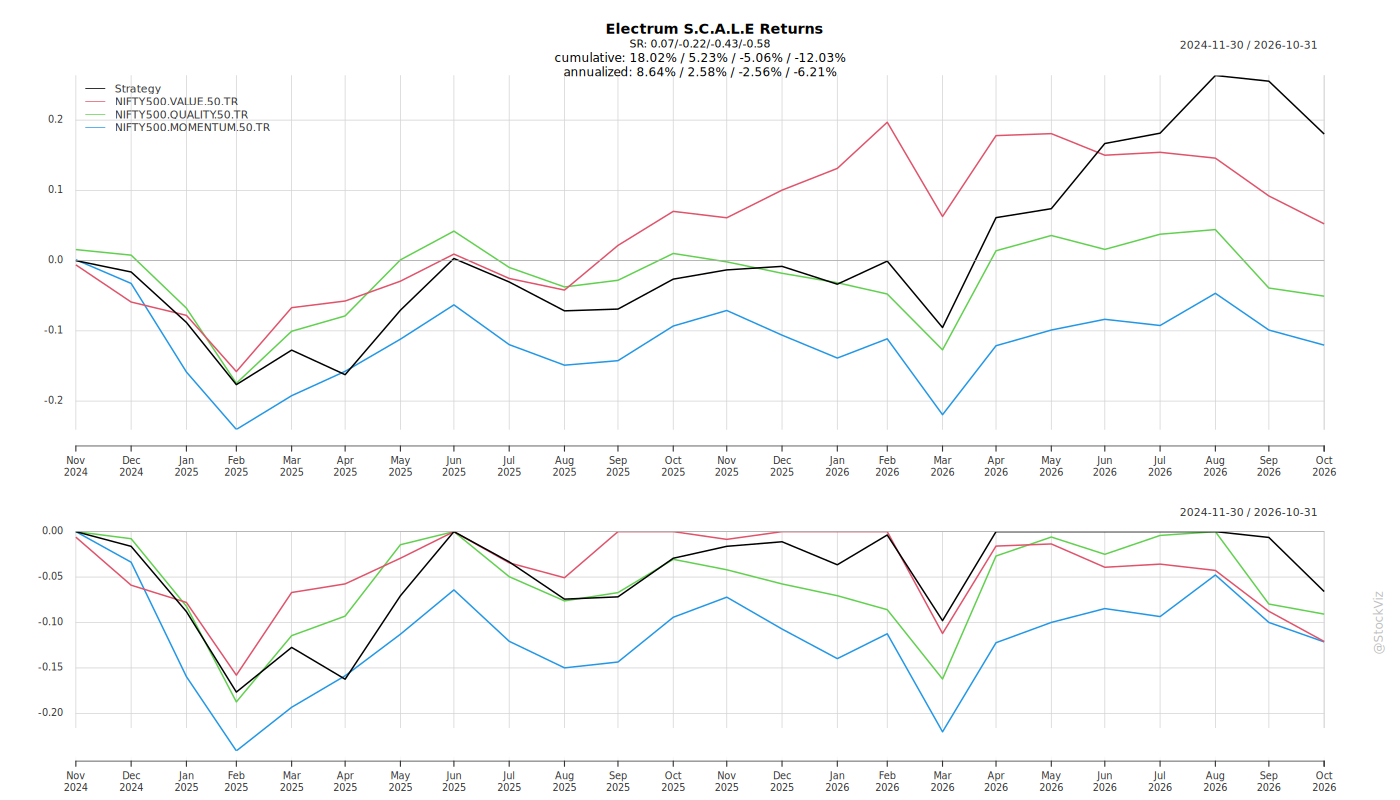 Electrum S.C.A.L.E Returns
SR: 0.07/-0.22/-0.43/-0.58
cumulative: 18.02% / 5.23% / -5.06% / -12.03%
annualized: 8.64% / 2.58% / -2.56% / -6.21%
2024-11-30 / 2026-10-31
Strategy
NIFTY500.VALUE.50.TR
NIFTY500.QUALITY.50.TR
NIFTY500.MOMENTUM.50.TR
0.2
0.1
0.0
-0.1
-0.2
Nov Dec Jan Feb Mar Apr May Jun Jul Aug Sep Oct Nov Dec Jan Feb Mar Apr May Jun Jul Aug Sep Oct
2024 2024 2025 2025 2025 2025 2025 2025 2025 2025 2025 2025 2025 2025 2026 2026 2026 2026 2026 2026 2026 2026 2026 2026
2024-11-30 / 2026-10-31
0.00
-0.05
-0.10
-0.15
-0.20
Nov Dec Jan Feb Mar Apr May Jun Jul Aug Sep Oct Nov Dec Jan Feb Mar Apr May Jun Jul Aug Sep Oct
2024 2024 2025 2025 2025 2025 2025 2025 2025 2025 2025 2025 2025 2025 2026 2026 2026 2026 2026 2026 2026 2026 2026 2026
@StockViz